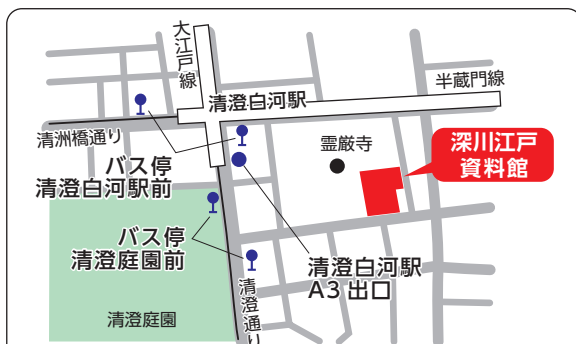 大江戸線
清澄白河駅
半蔵門線
清洲橋通り
霊巌寺
深川江戸
資料館
バス停
清澄白河駅前
バス停
清澄庭園前
清澄白河駅
A3 出口
清澄通り
清澄庭園